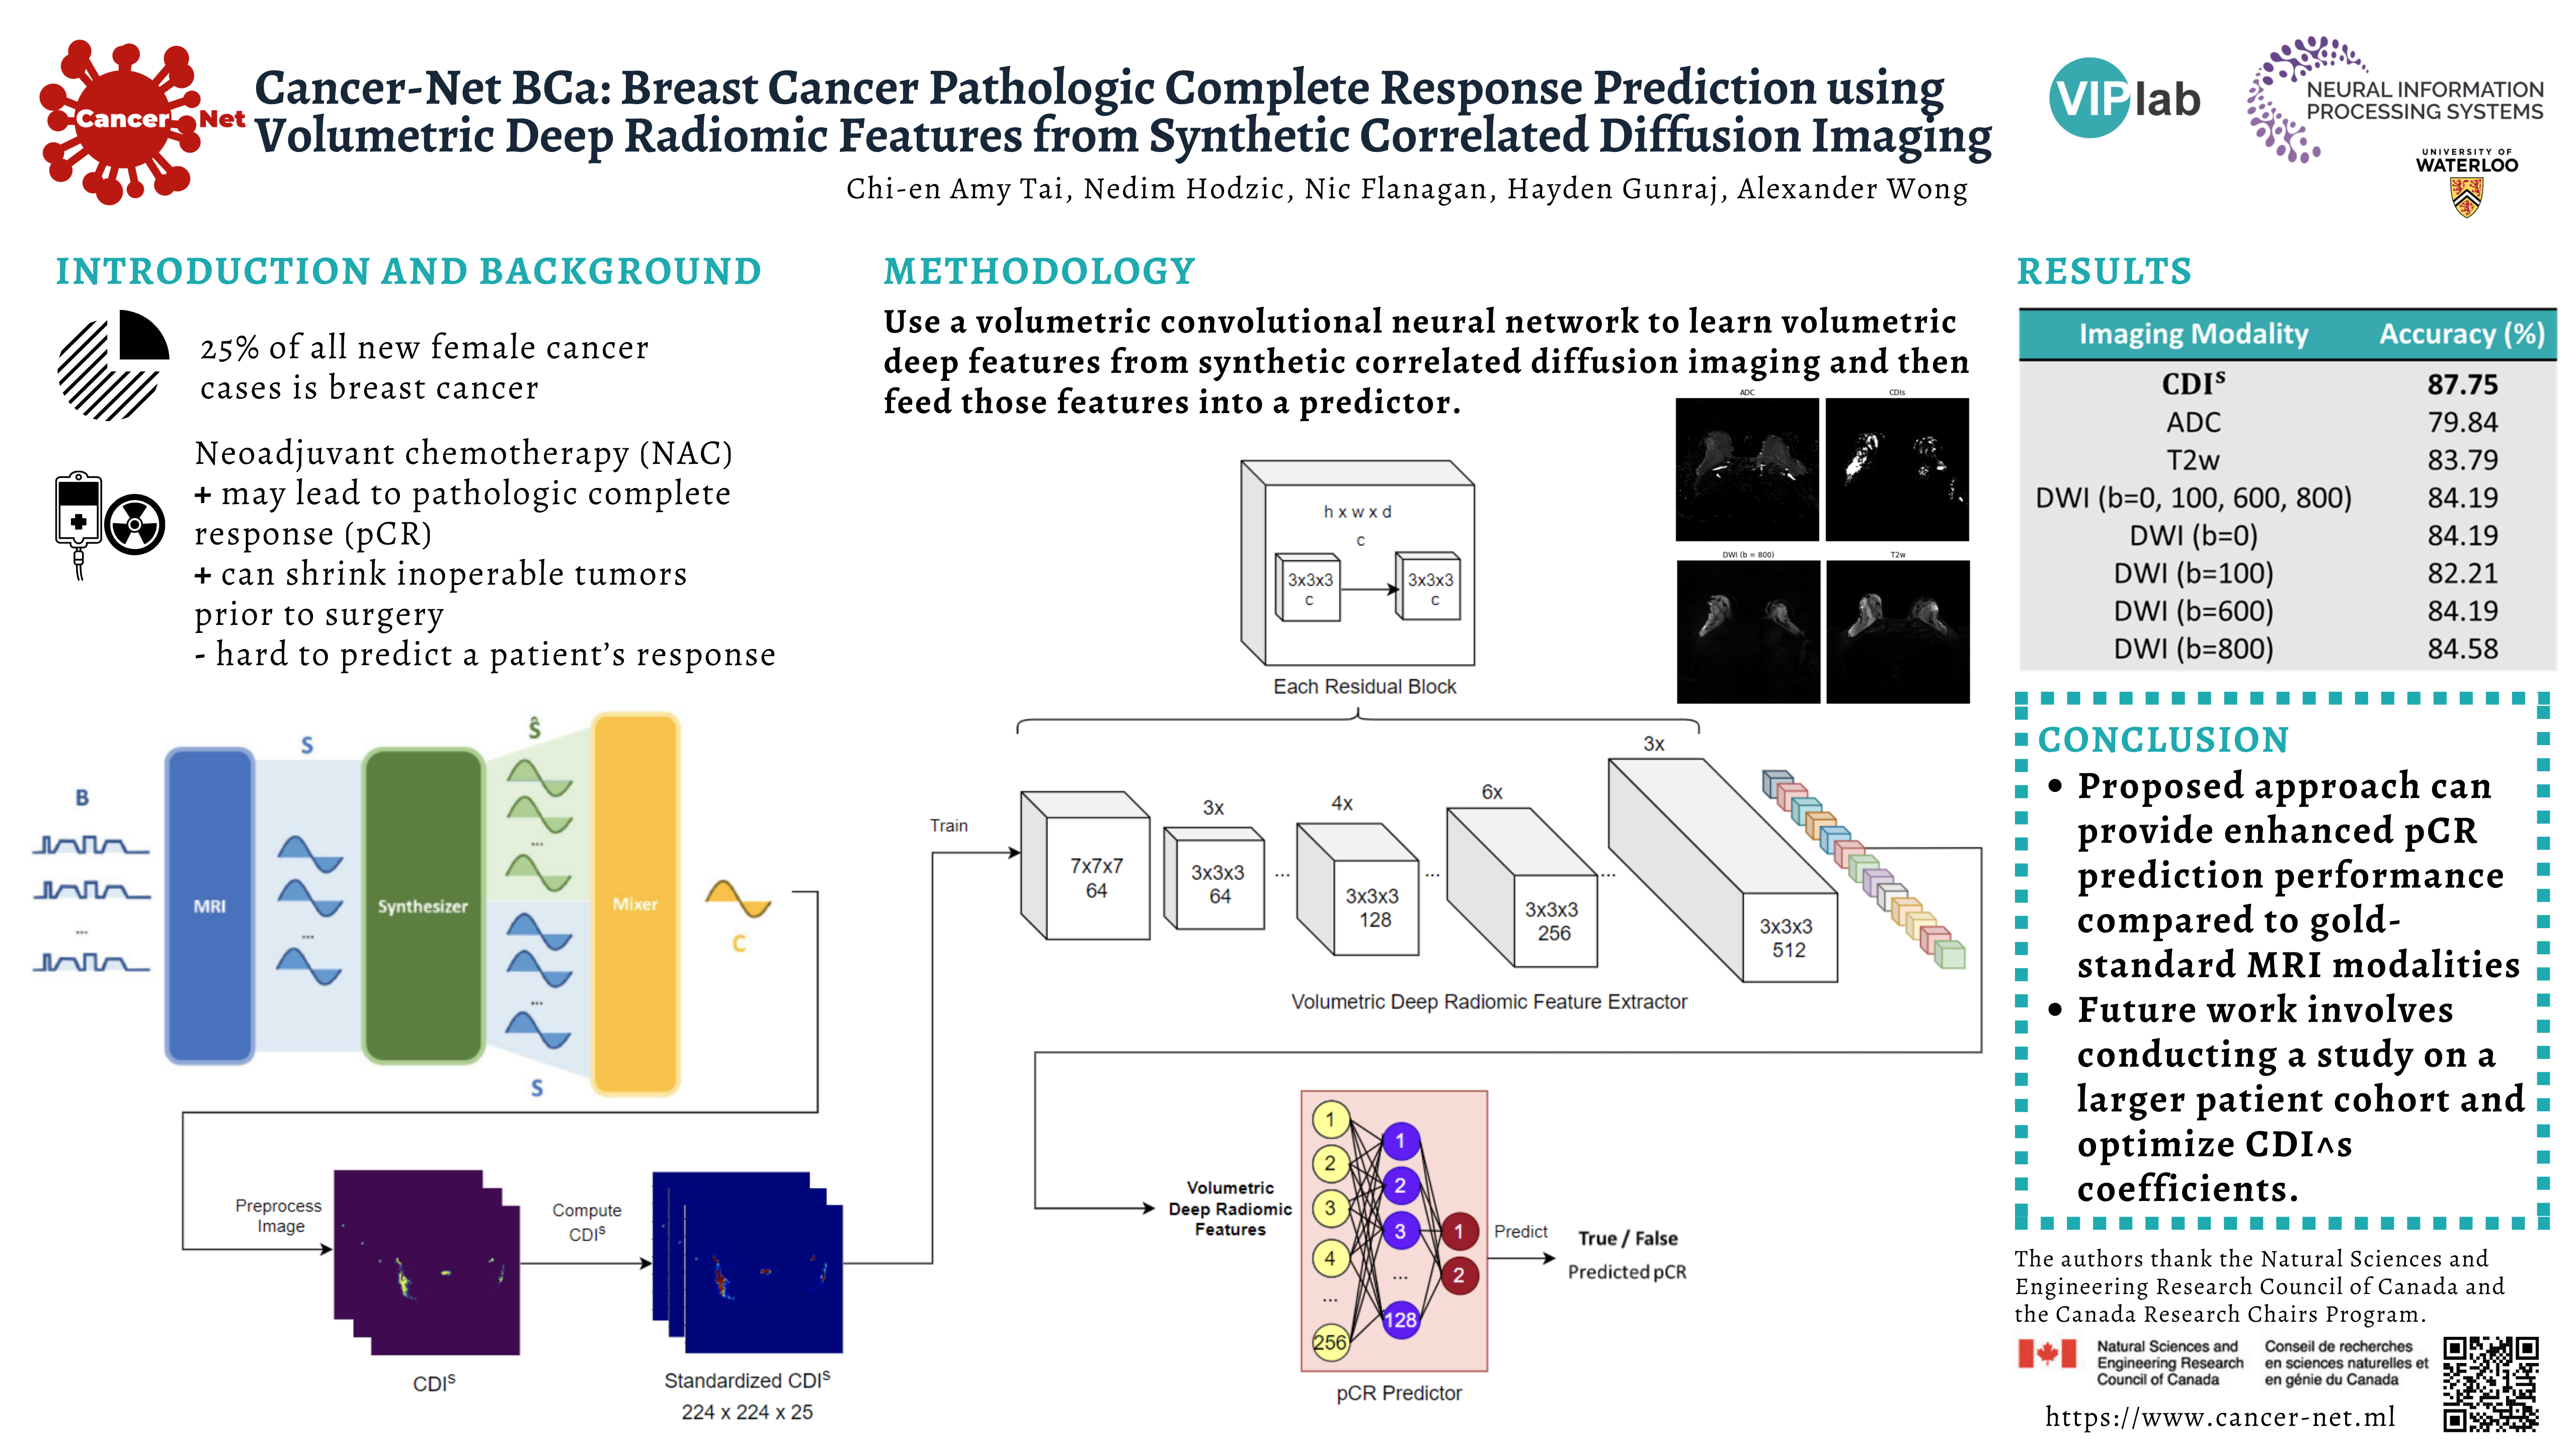 Cancer-Net
Cancer-Net BCa: Breast Cancer Pathologic Complete Response Prediction using
Volumetric Deep Radiomic Features from Synthetic Correlated Diffusion Imaging
Chi-en Amy Tai, Nedim Hodzic, Nic Flanagan, Hayden Gunraj, Alexander Wong
VIP lab
NEURAL INFORMATION
PROCESSING SYSTEMS
UNIVERSITY OF
WATERLOO
INTRODUCTION AND BACKGROUND
25% of all new female cancer
cases is breast cancer
Neoadjuvant chemotherapy (NAC)
+ may lead to pathologic complete
response (pCR)
+ can shrink inoperable tumors
prior to surgery
- hard to predict a patient’s response
B
...
MRI
S
...
Synthesizer
Ŝ
...
...
S
Mixer
C
Preprocess
Image
CDIˢ
Compute
CDIˢ
Standardized CDIˢ
224 x 224 x 25
METHODOLOGY
Use a volumetric convolutional neural network to learn volumetric
deep features from synthetic correlated diffusion imaging and then
feed those features into a predictor.
ADC
CDIs
DWI (b = 800)
T2w
h x w x d
c
3x3x3
c
3x3x3
c
Each Residual Block
Train
7x7x7
64
3x
3x3x3
64
...
4x
3x3x3
128
...
6x
3x3x3
256
...
3x
3x3x3
512
Volumetric Deep Radiomic Feature Extractor
Volumetric
Deep Radiomic
Features
1
2
3
4
...
256
1
2
3
...
128
1
2
pCR Predictor
Predict
True / False
Predicted pCR
RESULTS
Imaging Modality Accuracy (%)
CDIˢ 87.75
ADC 79.84
T2w 83.79
DWI (b=0, 100, 600, 800) 84.19
DWI (b=0) 84.19
DWI (b=100) 82.21
DWI (b=600) 84.19
DWI (b=800) 84.58
CONCLUSION
• Proposed approach can
provide enhanced pCR
prediction performance
compared to gold-
standard MRI modalities
• Future work involves
conducting a study on a
larger patient cohort and
optimize CDI^s
coefficients.
The authors thank the Natural Sciences and
Engineering Research Council of Canada and
the Canada Research Chairs Program.
Natural Sciences and
Engineering Research
Council of Canada
Conseil de recherches
en sciences naturelles et
en génie du Canada
https://www.cancer-net.ml